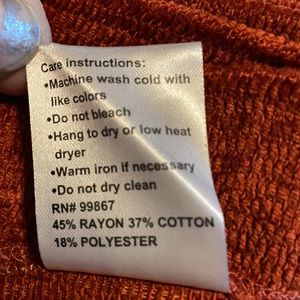 Care instructions:
•Machine wash cold with
like colors
•Do not bleach
•Hang to dry or low heat
dryer
•Warm iron if necessary
•Do not dry clean
RN# 99867
45% RAYON 37% COTTON
18% POLYESTER